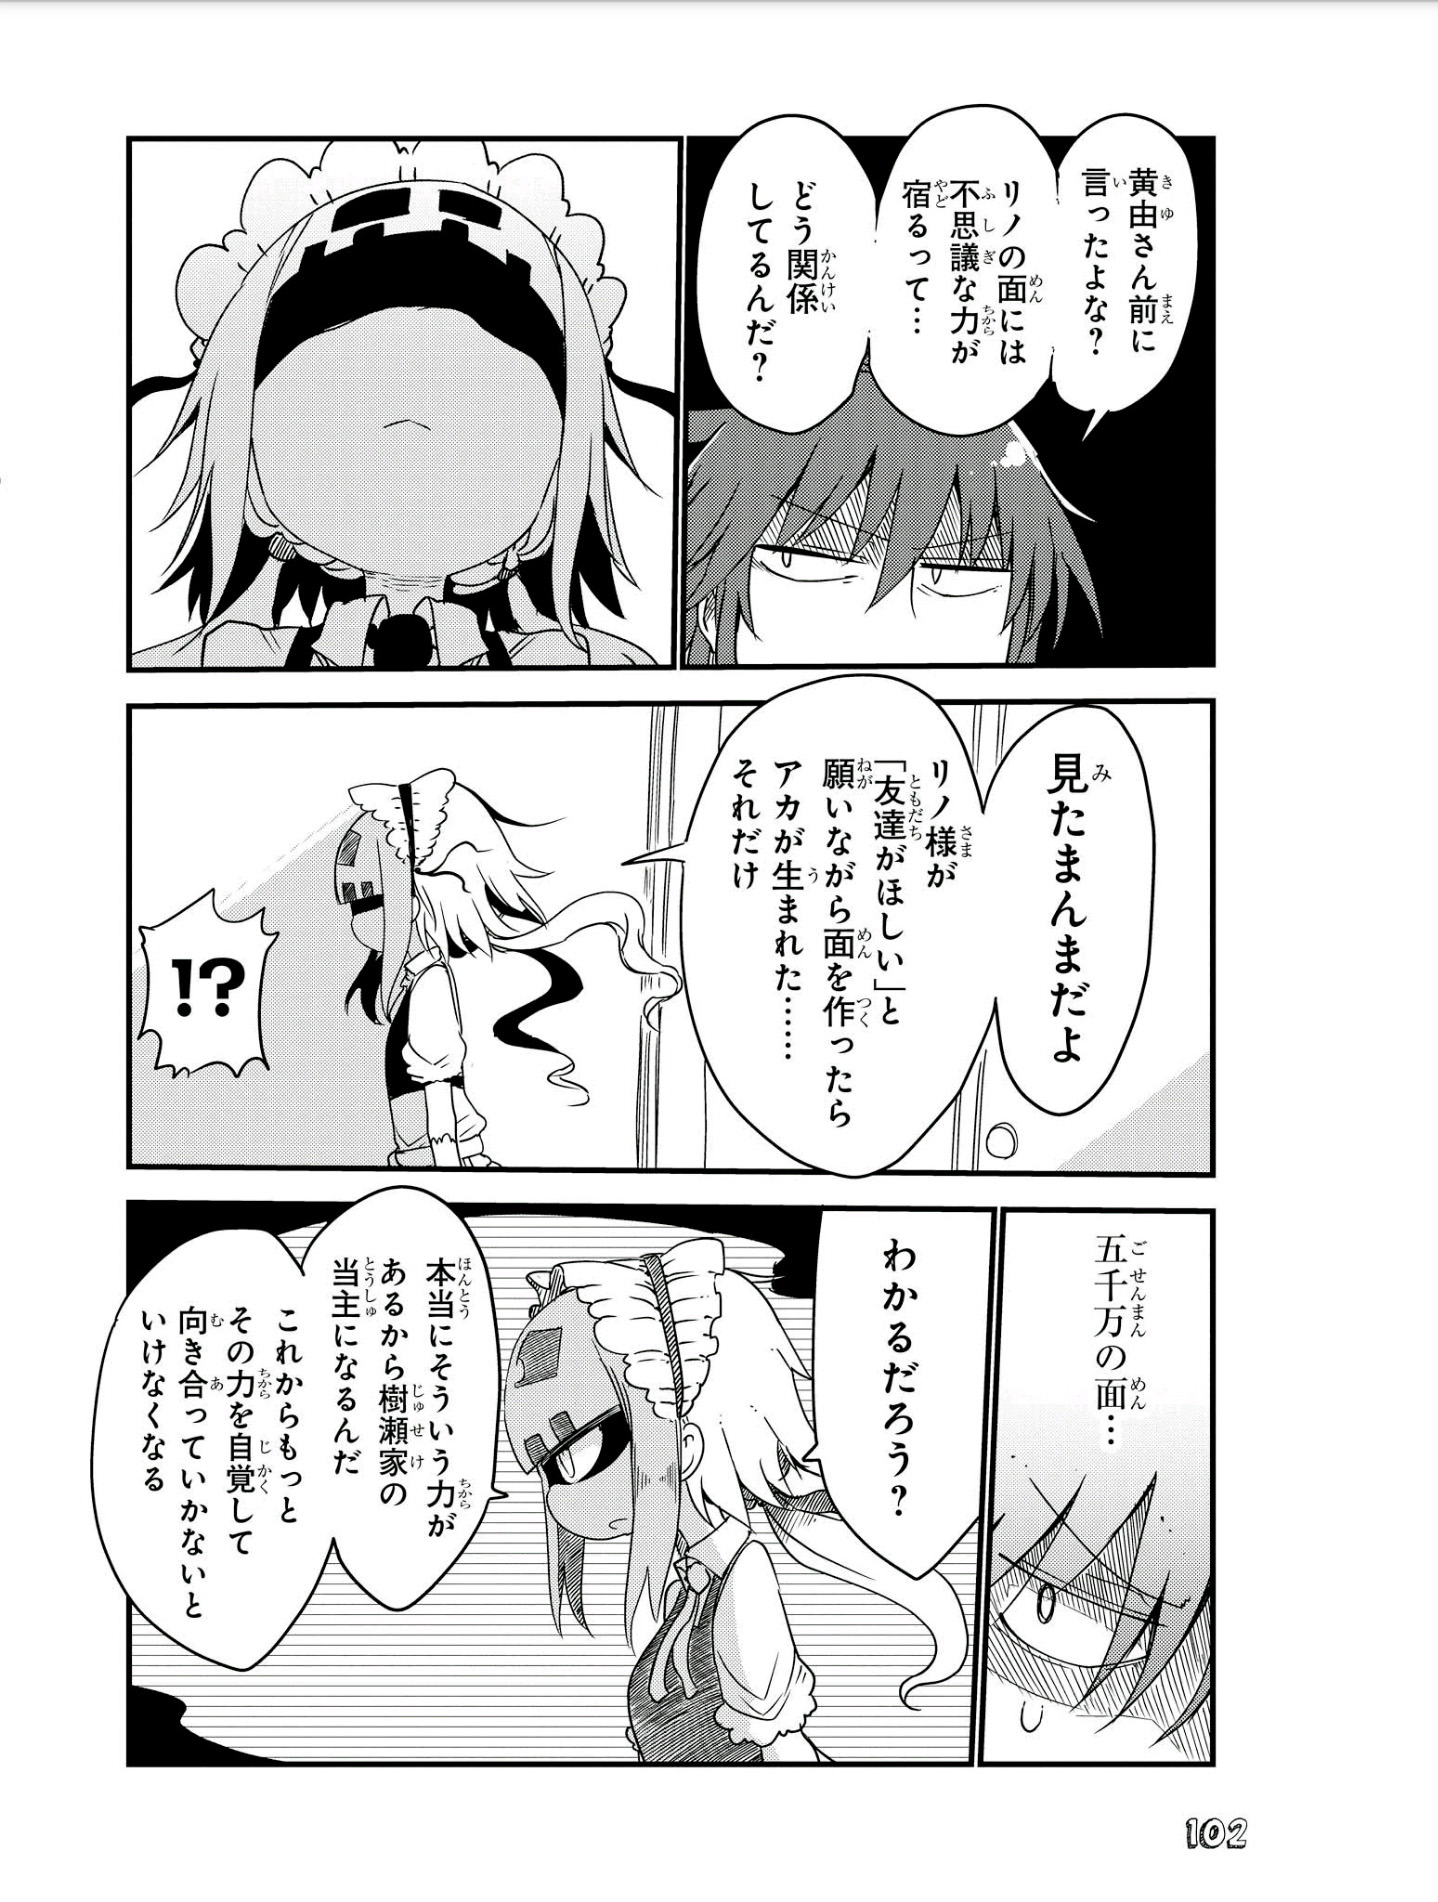 黄由さん前に
言ったよな?
リノの面には
不思議な力が
宿るって…
どう関係
してるんだ?
見たまんまだよ
リノ様が
「友達がほしい」と
願いながら面を作ったら
アカが生まれた……
それだけ
!?
五千万の面…
わかるだろう?
本当にそういう力が
あるから樹瀬家の
当主になるんだ
これからもっと
その力を自覚して
向き合っていかないと
いけなくなる
102